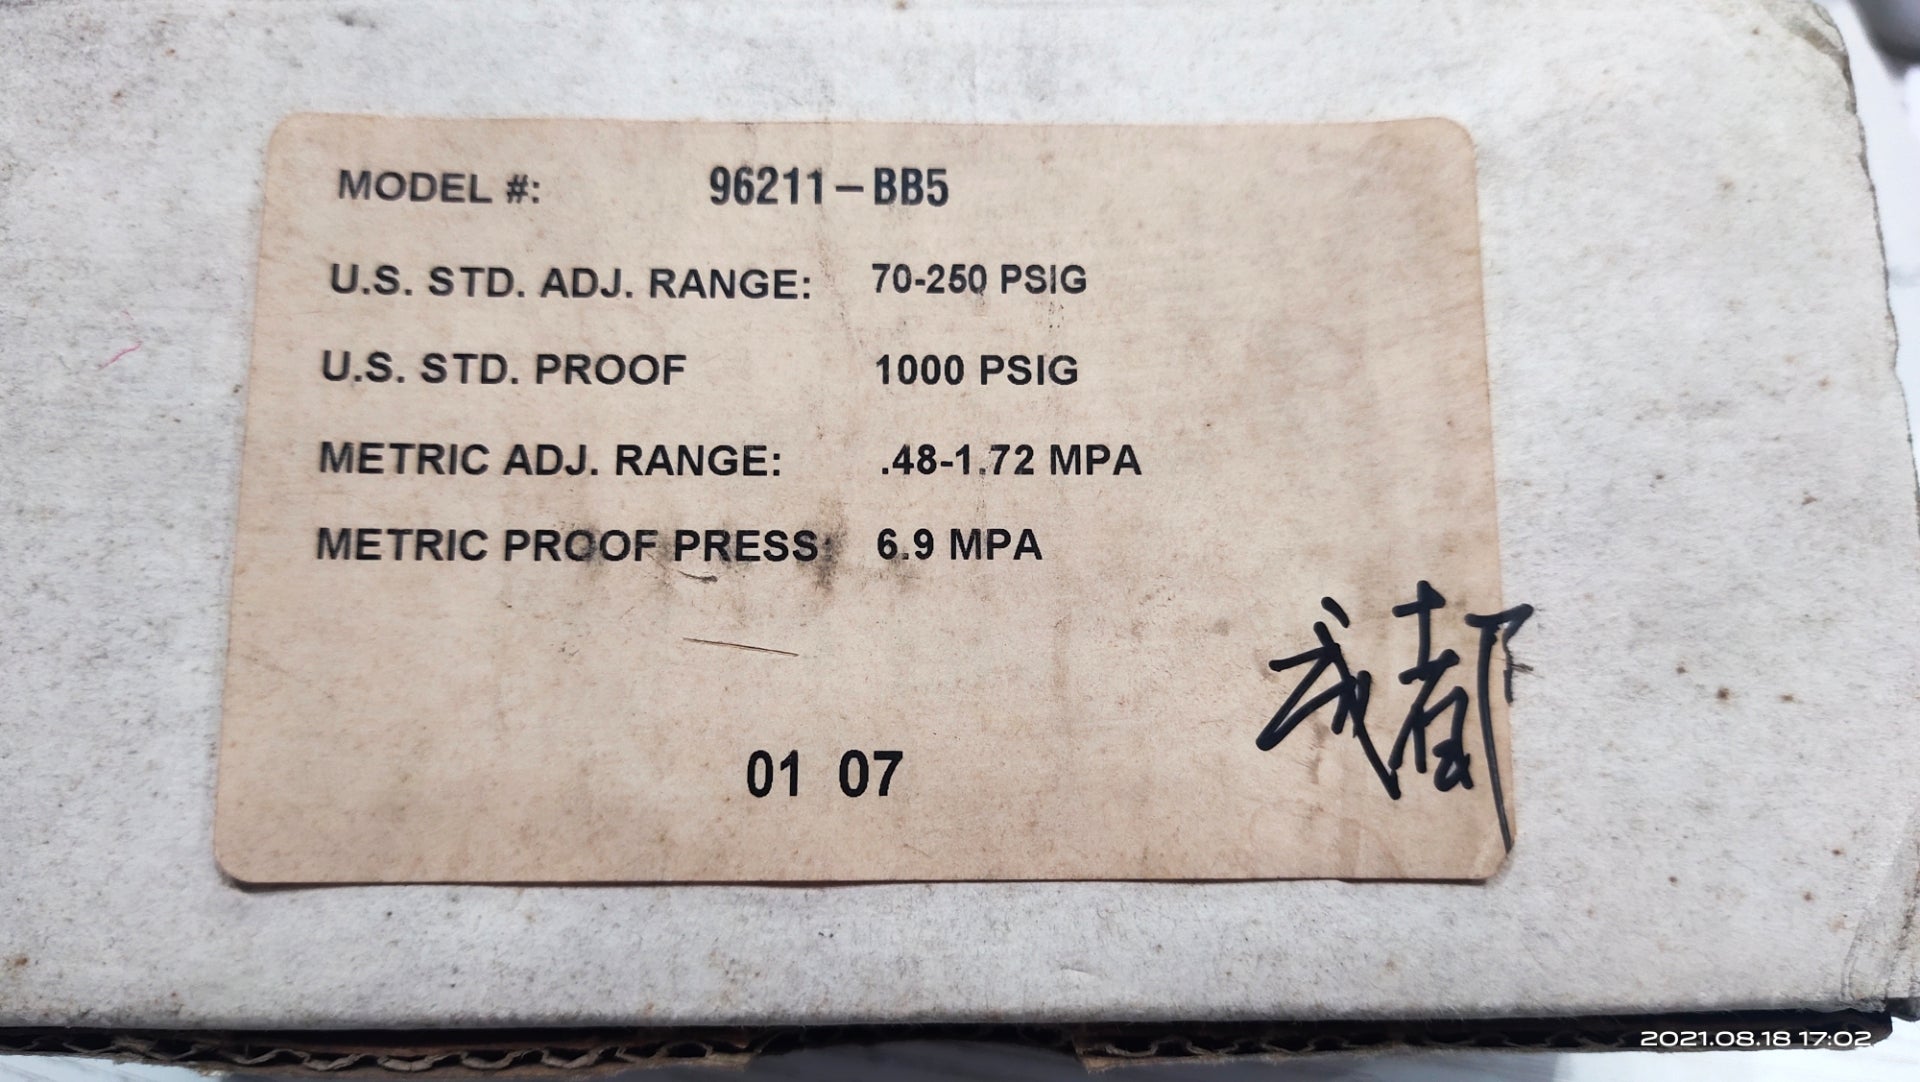 MODEL #: 96211-BB5
U.S. STD. ADJ. RANGE: 70-250 PSIG
U.S. STD. PROOF 1000 PSIG
METRIC ADJ. RANGE: .48-1.72 MPA
METRIC PROOF PRESS: 6.9 MPA
成都
01 07
2021.08.18 17:02